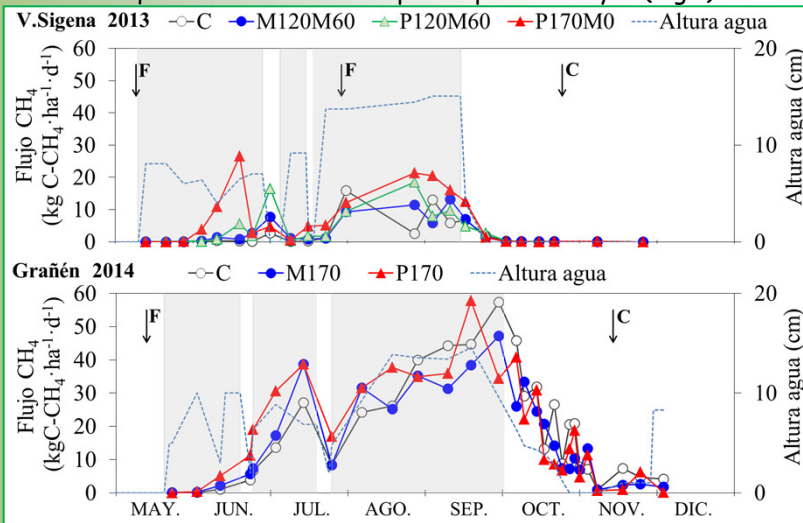 V.Sigena 2013 C M120M60 P120M60 P170M0 Altura agua
60 50 40 30 20 10 0
Flujo CH4
(kg C-CH4·ha-1·d-1)
F F C
20 10 0
Altura agua (cm)
Grañén 2014 C M170 P170 Altura agua
60 50 40 30 20 10 0
Flujo CH4
(kgC-CH4·ha-1·d-1)
F C
20 10 0
Altura agua (cm)
MAY. JUN. JUL. AGO. SEP. OCT. NOV. DIC.